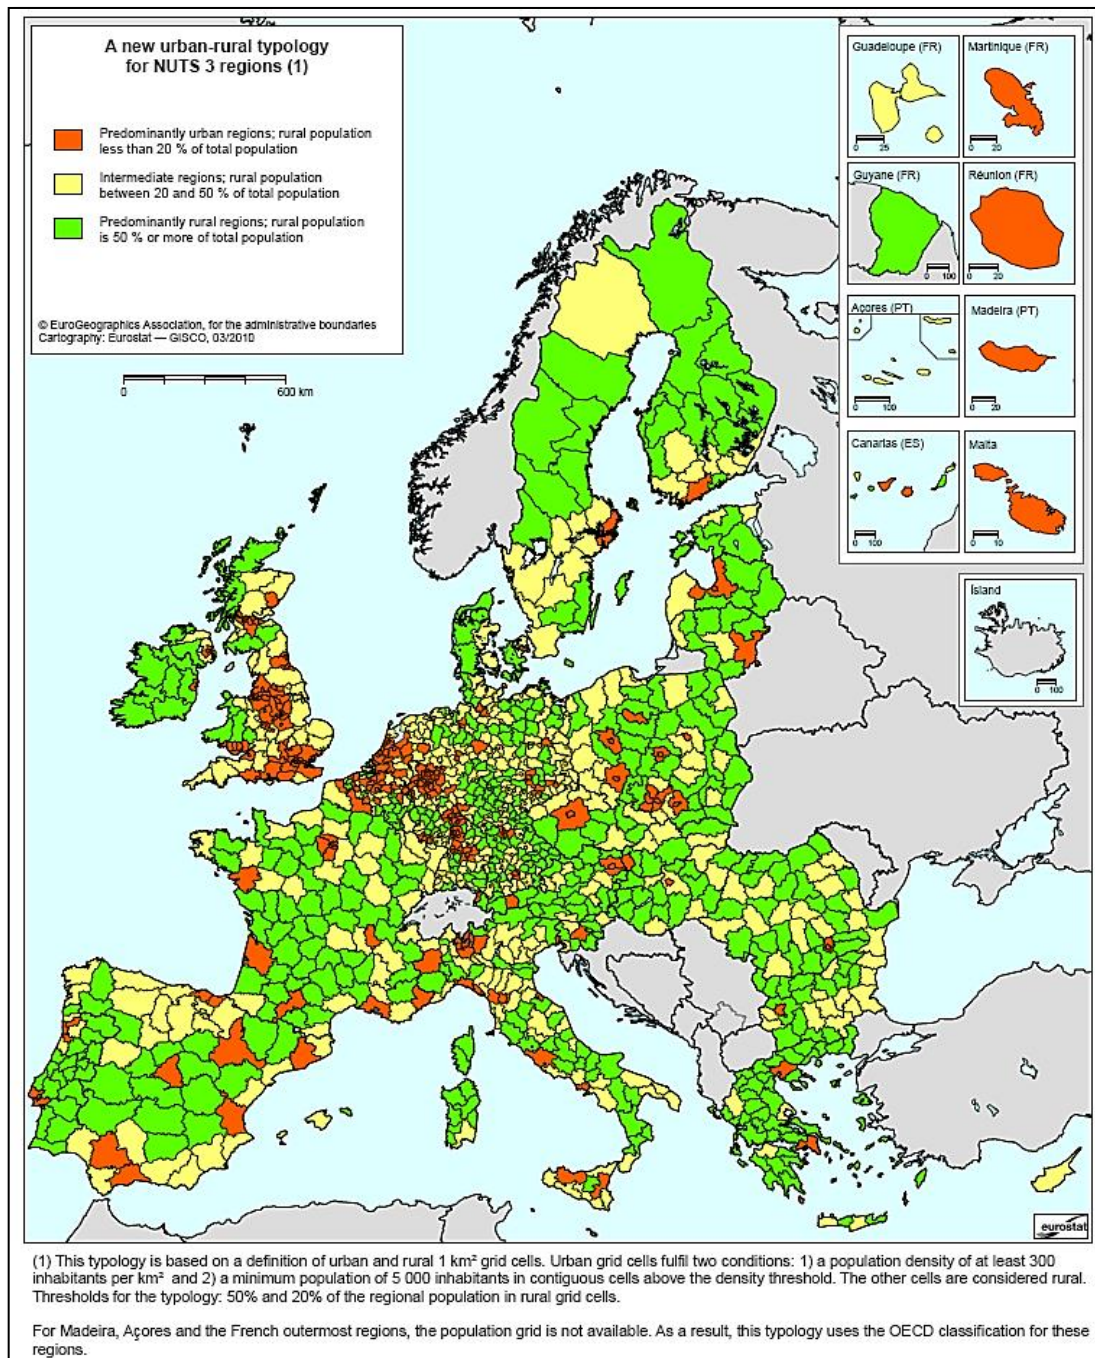 A new urban-rural typology
for NUTS 3 regions (1)
Predominantly urban regions; rural population
less than 20 % of total population
Intermediate regions; rural population
between 20 and 50 % of total population
Predominantly rural regions; rural population
is 50 % or more of total population
© EuroGeographics Association, for the administrative boundaries
Cartography: Eurostat — GISCO, 03/2010
0 600 km
Guadeloupe (FR)
0 25
Martinique (FR)
0 20
Guyane (FR)
0 100
Réunion (FR)
0 20
Açores (PT)
0 100
Madeira (PT)
0 20
Canarias (ES)
0 100
Malta
0 10
Ísland
0 100
eurostat
(1) This typology is based on a definition of urban and rural 1 km² grid cells. Urban grid cells fulfil two conditions: 1) a population density of at least 300
inhabitants per km² and 2) a minimum population of 5 000 inhabitants in contiguous cells above the density threshold. The other cells are considered rural.
Thresholds for the typology: 50% and 20% of the regional population in rural grid cells.
For Madeira, Açores and the French outermost regions, the population grid is not available. As a result, this typology uses the OECD classification for these
regions.